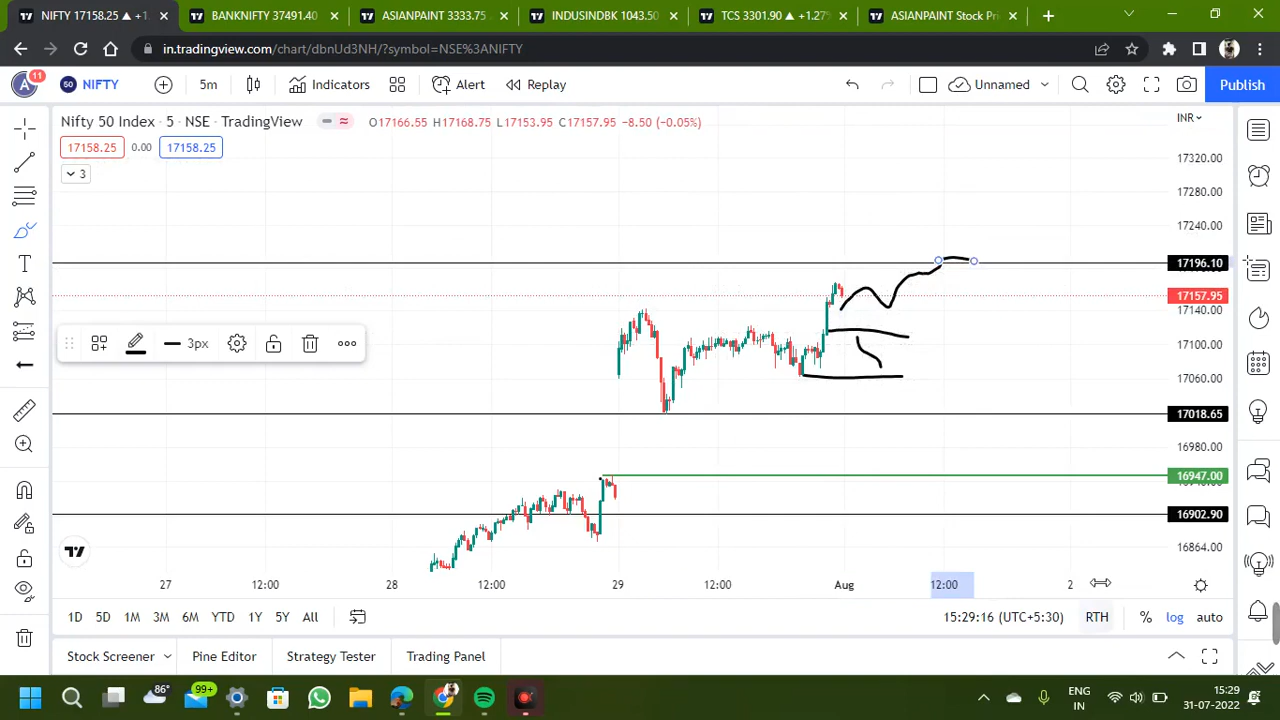 NIFTY 17158.25 ▲ +1.
BANKNIFTY 37491.40
ASIANPAINT 3333.75
INDUSINDBK 1043.50
TCS 3301.90 ▲ +1.27%
ASIANPAINT Stock Pri
in.tradingview.com/chart/dbnUd3NH/?symbol=NSE%3ANIFTY
A 11
50 NIFTY
5m
Indicators
Alert
Replay
Unnamed
Publish
Nifty 50 Index · 5 · NSE · TradingView
O17166.55 H17168.75 L17153.95 C17157.95 −8.50 (−0.05%)
INR
17158.25 0.00 17158.25
3
17320.00
17280.00
17240.00
17196.10
17157.95
17140.00
17100.00
17060.00
17018.65
16980.00
16947.00
16902.90
16864.00
3px
27 12:00 28 12:00 29 12:00 Aug 12:00 2
1D 5D 1M 3M 6M YTD 1Y 5Y All
15:29:16 (UTC+5:30) RTH % log auto
Stock Screener Pine Editor Strategy Tester Trading Panel
86°
99+
ENG
IN
15:29
31-07-2022